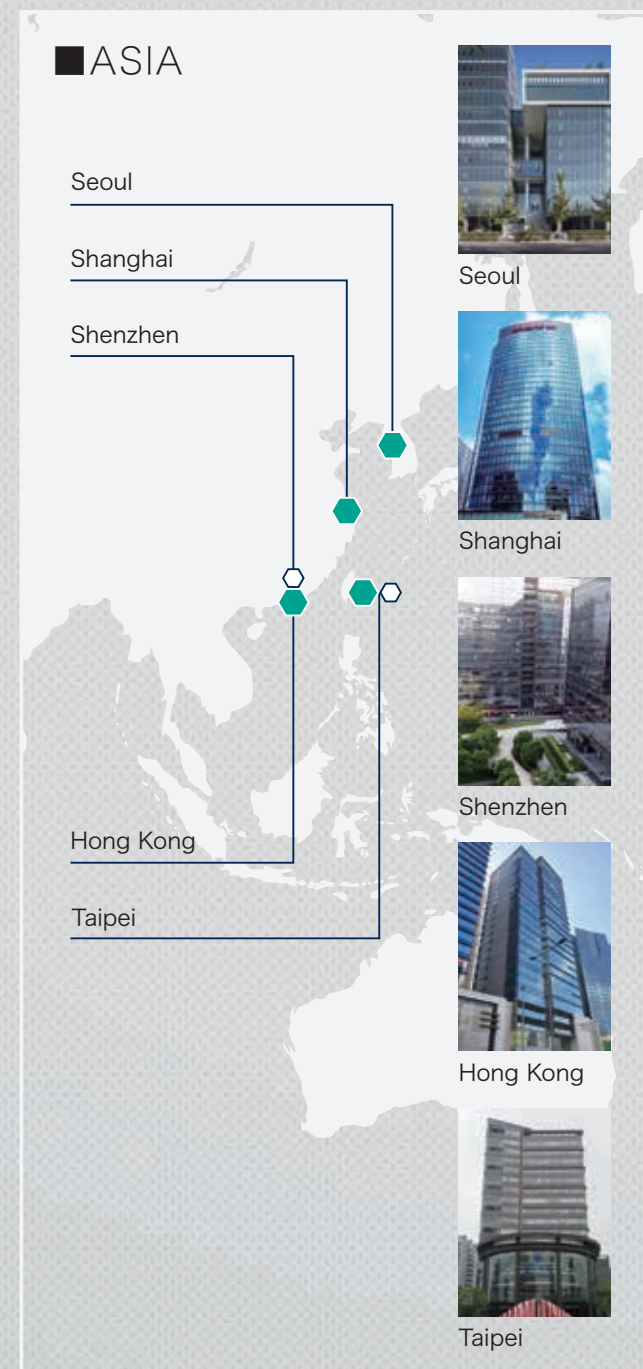 ■ASIA
Seoul
Shanghai
Shenzhen
Hong Kong
Taipei
Seoul
Shanghai
Shenzhen
Hong Kong
Taipei